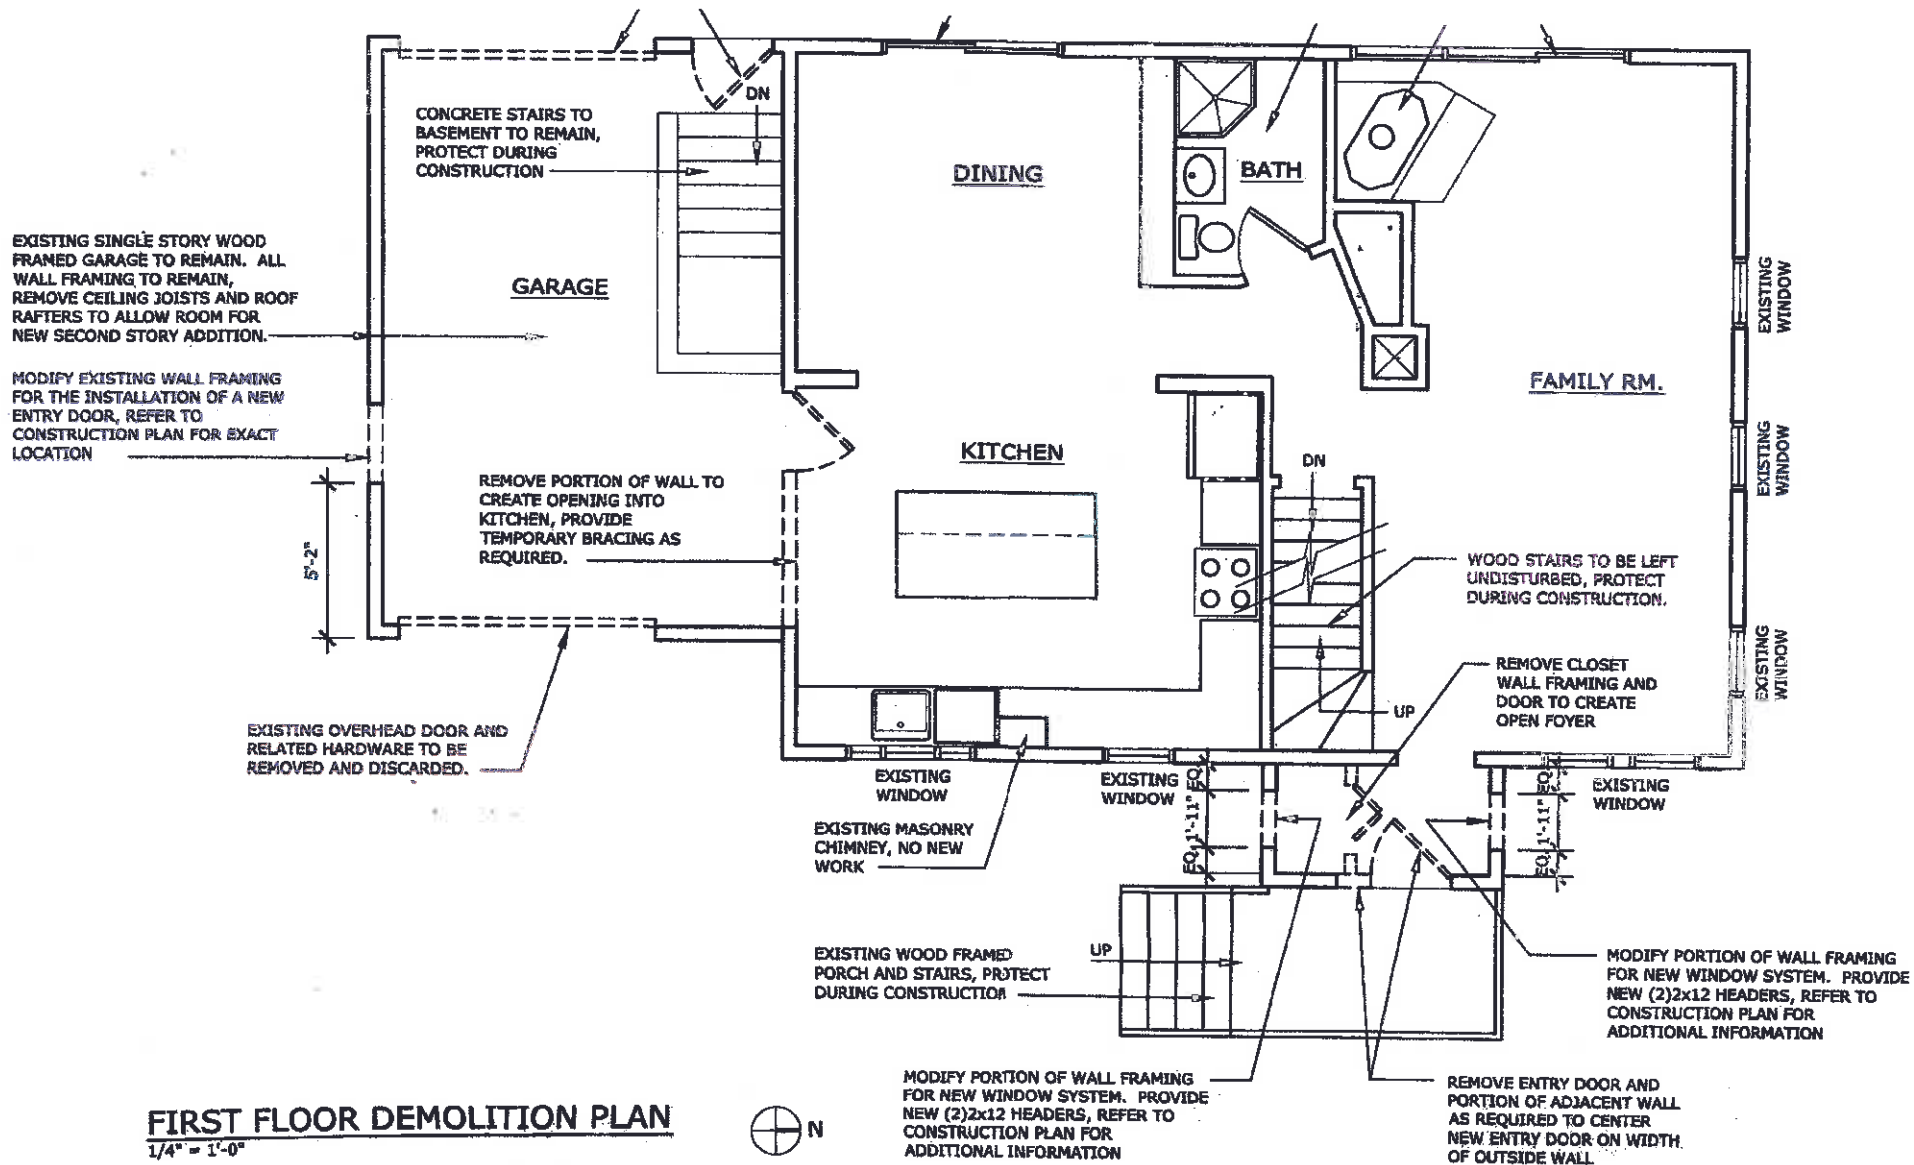 DN
CONCRETE STAIRS TO
BASEMENT TO REMAIN,
PROTECT DURING
CONSTRUCTION
DINING
BATH
EXISTING SINGLE STORY WOOD
FRAMED GARAGE TO REMAIN. ALL
WALL FRAMING TO REMAIN,
REMOVE CEILING JOISTS AND ROOF
RAFTERS TO ALLOW ROOM FOR
NEW SECOND STORY ADDITION.
GARAGE
EXISTING
WINDOW
MODIFY EXISTING WALL FRAMING
FOR THE INSTALLATION OF A NEW
ENTRY DOOR, REFER TO
CONSTRUCTION PLAN FOR EXACT
LOCATION
FAMILY RM.
KITCHEN
DN
EXISTING
WINDOW
REMOVE PORTION OF WALL TO
CREATE OPENING INTO
KITCHEN, PROVIDE
TEMPORARY BRACING AS
REQUIRED.
5'-2"
WOOD STAIRS TO BE LEFT
UNDISTURBED, PROTECT
DURING CONSTRUCTION.
EXISTING
WINDOW
REMOVE CLOSET
WALL FRAMING AND
DOOR TO CREATE
OPEN FOYER
UP
EXISTING OVERHEAD DOOR AND
RELATED HARDWARE TO BE
REMOVED AND DISCARDED.
EXISTING
WINDOW
EXISTING
WINDOW
EQ. 1'-11" EQ.
EXISTING
WINDOW
EQ. 1'-11" EQ.
EXISTING MASONRY
CHIMNEY, NO NEW
WORK
EXISTING WOOD FRAMED
PORCH AND STAIRS, PROTECT
DURING CONSTRUCTION
UP
MODIFY PORTION OF WALL FRAMING
FOR NEW WINDOW SYSTEM. PROVIDE
NEW (2)2x12 HEADERS, REFER TO
CONSTRUCTION PLAN FOR
ADDITIONAL INFORMATION
MODIFY PORTION OF WALL FRAMING
FOR NEW WINDOW SYSTEM. PROVIDE
NEW (2)2x12 HEADERS, REFER TO
CONSTRUCTION PLAN FOR
ADDITIONAL INFORMATION
REMOVE ENTRY DOOR AND
PORTION OF ADJACENT WALL
AS REQUIRED TO CENTER
NEW ENTRY DOOR ON WIDTH
OF OUTSIDE WALL
FIRST FLOOR DEMOLITION PLAN
1/4" = 1'-0"
N